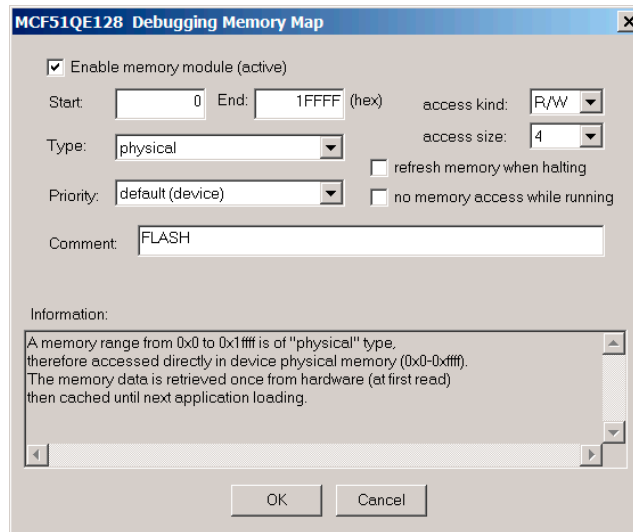 MCF51QE128 Debugging Memory Map
Enable memory module (active)
Start: 0 End: 1FFFF (hex) access kind: R/W
access size: 4
Type: physical
refresh memory when halting
Priority: default (device)
no memory access while running
Comment: FLASH
Information:
A memory range from 0x0 to 0x1ffff is of "physical" type,
therefore accessed directly in device physical memory (0x0-0xffff).
The memory data is retrieved once from hardware (at first read)
then cached until next application loading.
OK Cancel